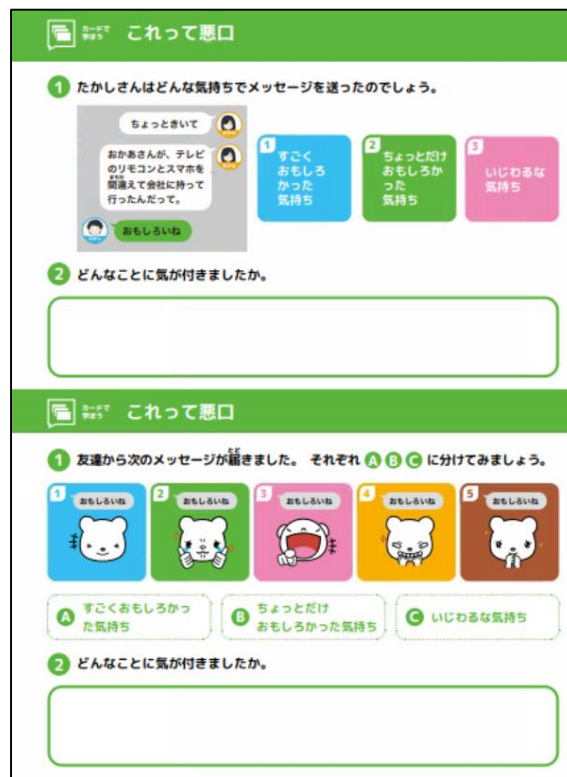 カードで
学ぼう
これって悪口
1 たかしさんはどんな気持ちでメッセージを送ったのでしょう。
ちょっときいて
おかあさんが、テレビ
のリモコンとスマホを
間違えて会社に持って
行ったんだって。
おもしろいね
1
すごく
おもしろ
かった
気持ち
2
ちょっとだけ
おもしろか
った
気持ち
3
いじわるな
気持ち
2 どんなことに気が付きましたか。
カードで
学ぼう
これって悪口
1 友達から次のメッセージが届きました。 それぞれ A B C に分けてみましょう。
1 おもしろいね
2 おもしろいね
3 おもしろいね
4 おもしろいね
5 おもしろいね
A すごくおもしろかっ
た気持ち
B ちょっとだけ
おもしろかった気持ち
C いじわるな気持ち
2 どんなことに気が付きましたか。